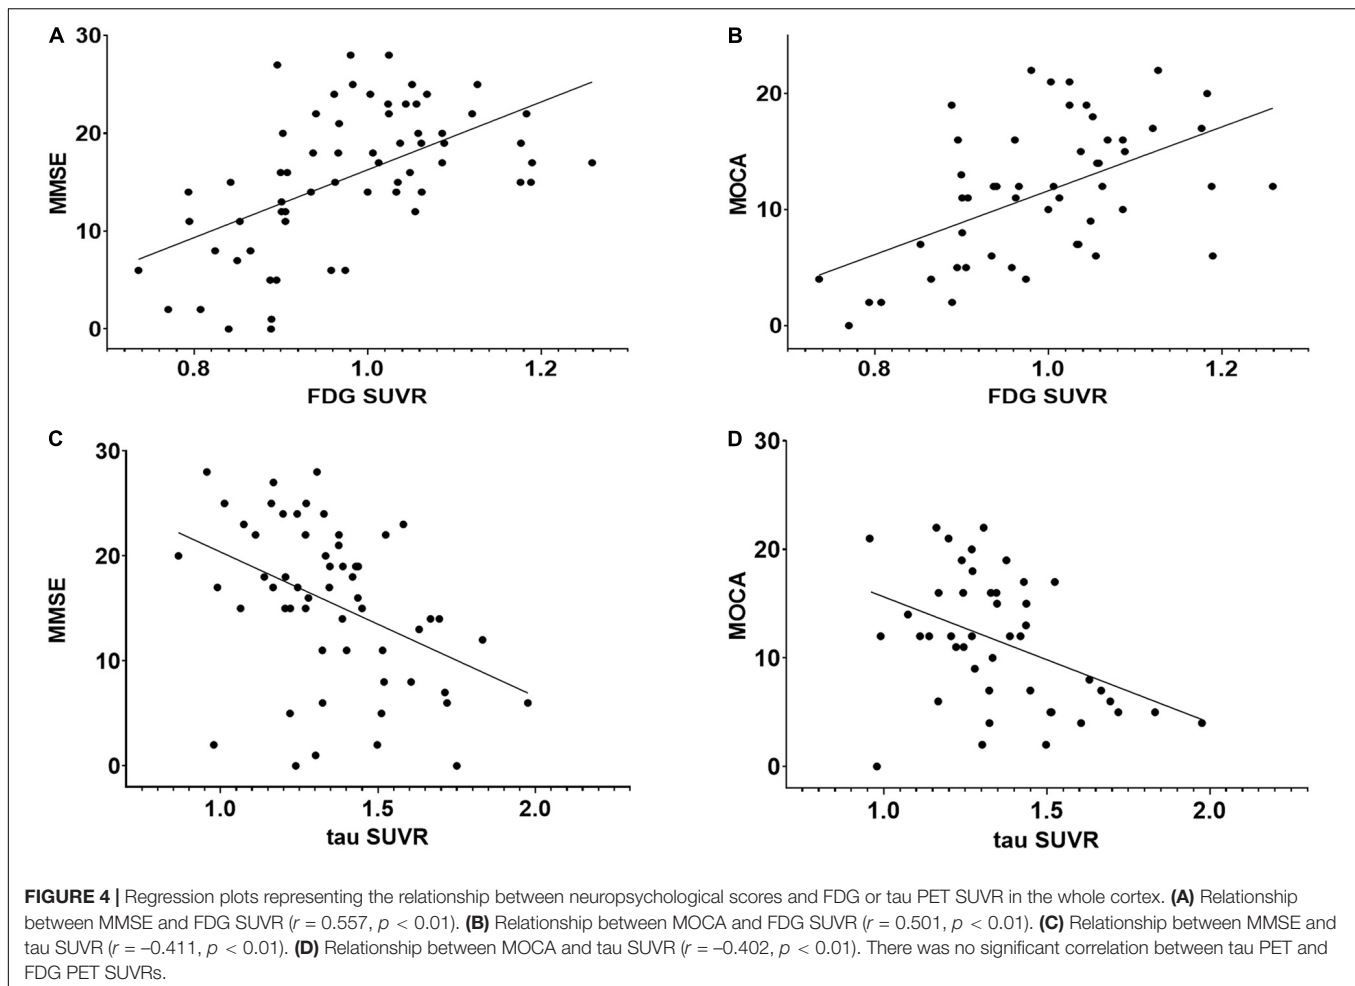 A
30
20
10
0
MMSE
0.8 1.0 1.2
FDG SUVR
B
20
10
0
MOCA
0.8 1.0 1.2
FDG SUVR
C
30
20
10
0
MMSE
1.0 1.5 2.0
tau SUVR
D
30
20
10
0
MOCA
1.0 1.5 2.0
tau SUVR
FIGURE 4 | Regression plots representing the relationship between neuropsychological scores and FDG or tau PET SUVR in the whole cortex. (A) Relationship
between MMSE and FDG SUVR (r = 0.557, p < 0.01). (B) Relationship between MOCA and FDG SUVR (r = 0.501, p < 0.01). (C) Relationship between MMSE and
tau SUVR (r = –0.411, p < 0.01). (D) Relationship between MOCA and tau SUVR (r = –0.402, p < 0.01). There was no significant correlation between tau PET and
FDG PET SUVRs.